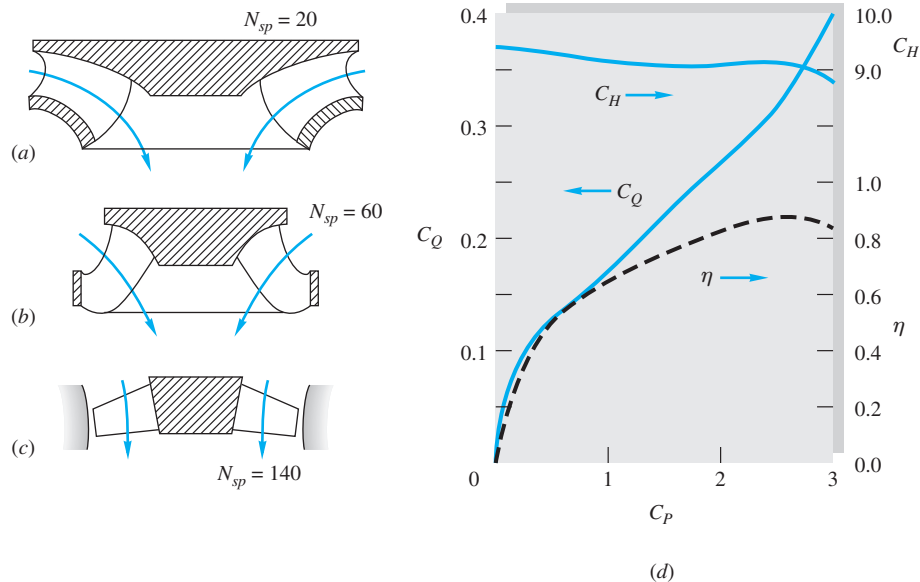 N_sp = 20
(a)
N_sp = 60
(b)
(c)
N_sp = 140
0.4
0.3
C_Q
0.2
0.1
0
1
2
3
C_P
10.0
C_H
9.0
1.0
0.8
0.6
η
0.4
0.2
0.0
C_H
C_Q
η
(d)